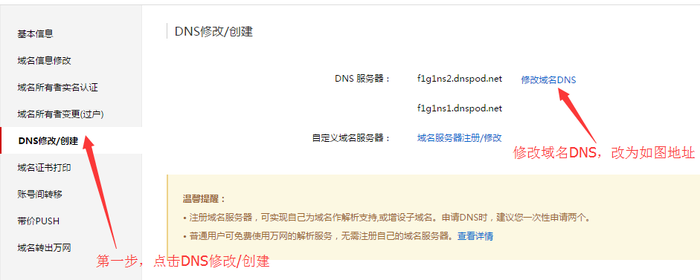 基本信息
域名信息修改
域名所有者实名认证
域名所有者变更(过户)
DNS修改/创建
域名证书打印
账号间转移
带价PUSH
域名转出万网
DNS修改/创建
DNS 服务器：
f1g1ns2.dnspod.net
修改域名DNS
f1g1ns1.dnspod.net
自定义域名服务器：
域名服务器注册/修改
修改域名DNS，改为如图地址
温馨提醒：
• 注册域名服务器，可实现自己为域名作解析支持,或增设子域名。申请DNS时，建议您一次性申请两个。
• 普通用户可免费使用万网的解析服务，无需注册自己的域名服务器。查看详情
第一步，点击DNS修改/创建